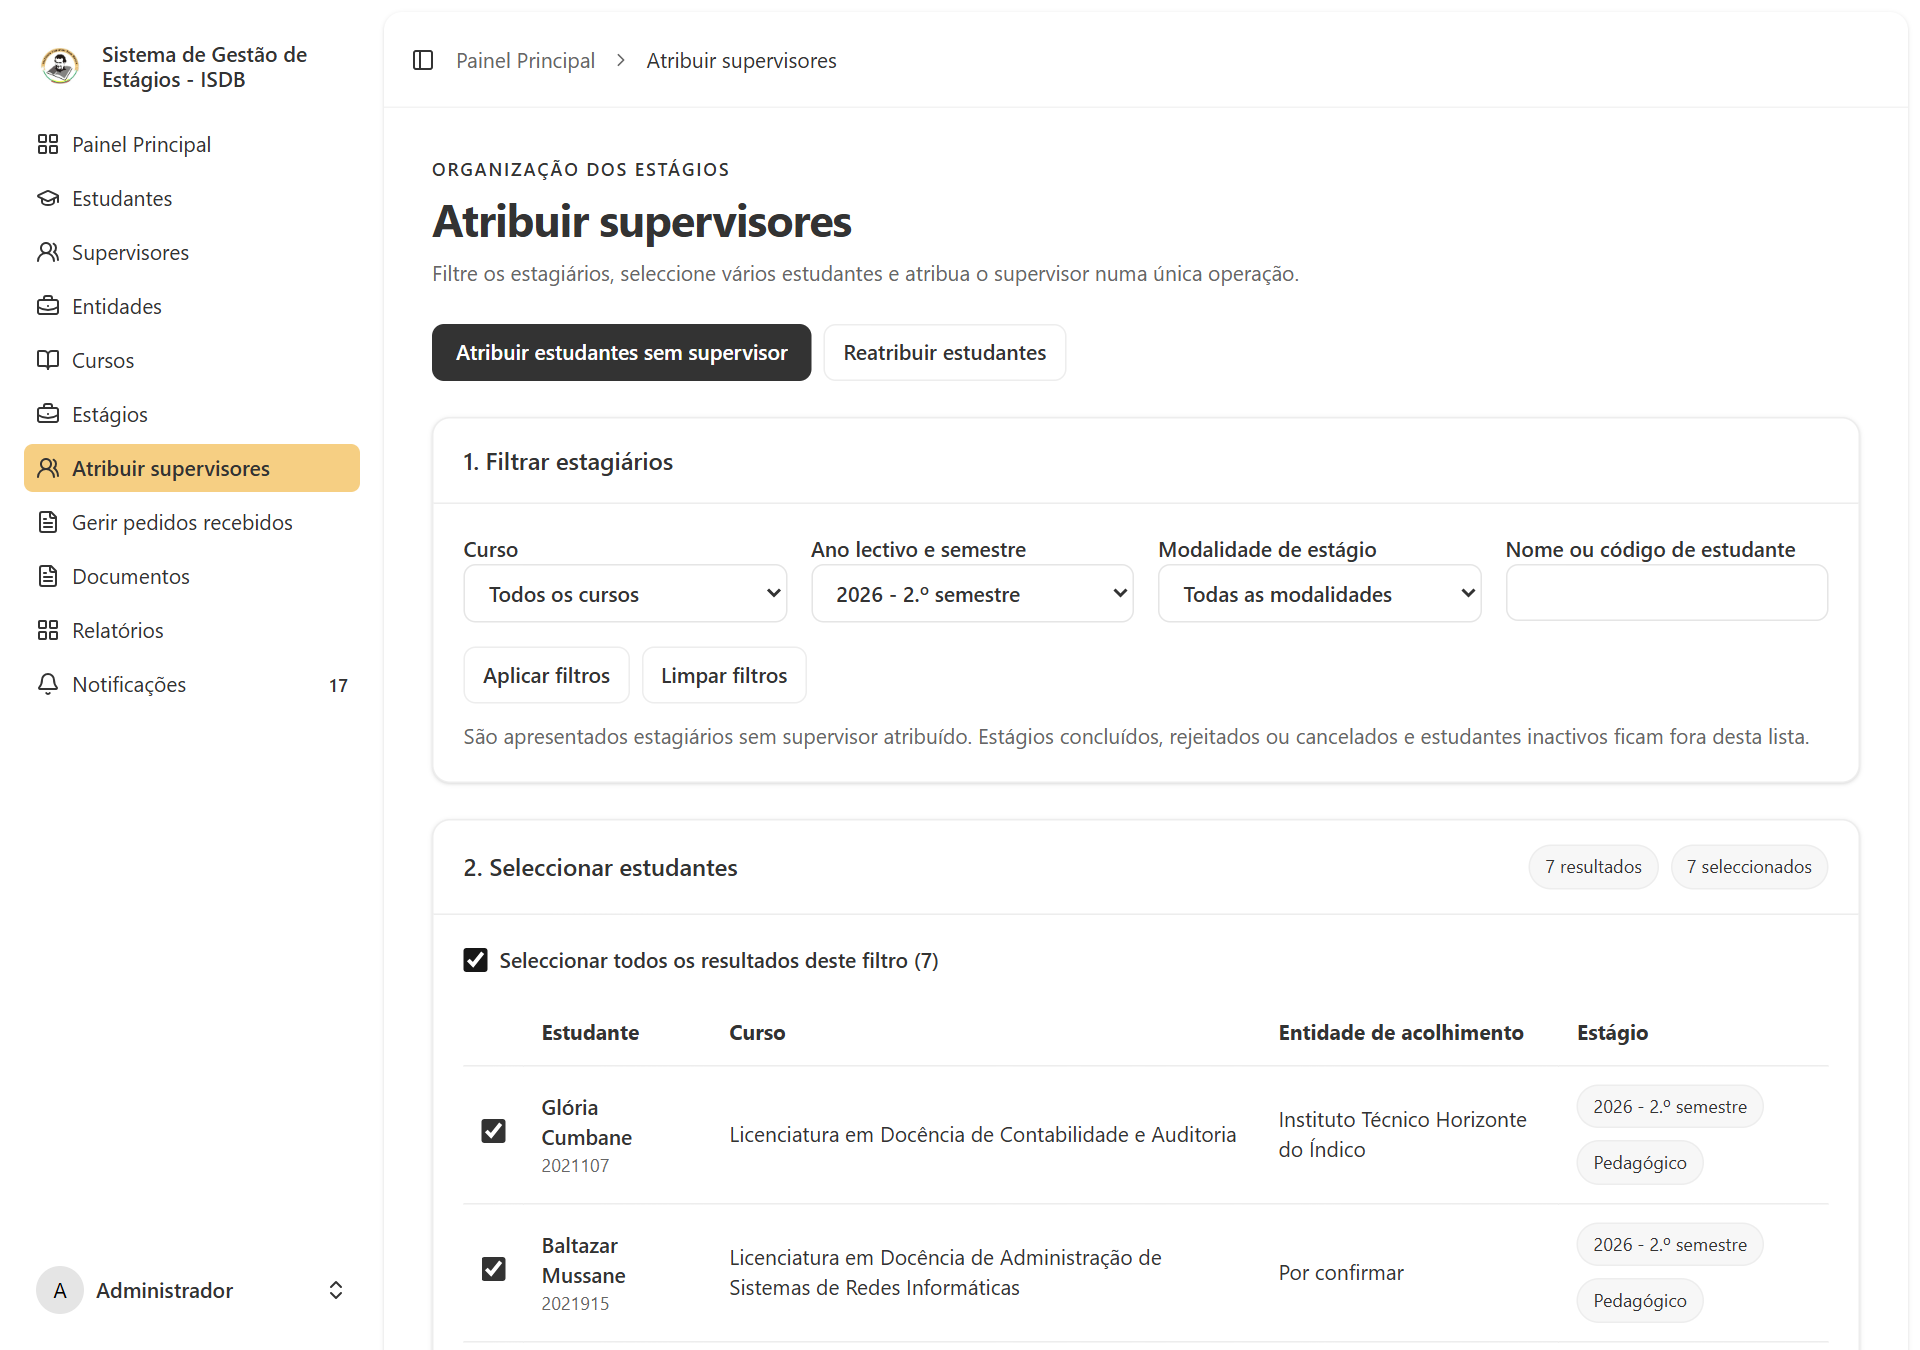 Sistema de Gestão de
Estágios - ISDB
Painel Principal
Estudantes
Supervisores
Entidades
Cursos
Estágios
Atribuir supervisores
Gerir pedidos recebidos
Documentos
Relatórios
Notificações 17
A Administrador
Painel Principal > Atribuir supervisores
ORGANIZAÇÃO DOS ESTÁGIOS
Atribuir supervisores
Filtre os estagiários, seleccione vários estudantes e atribua o supervisor numa única operação.
Atribuir estudantes sem supervisor Reatribuir estudantes
1. Filtrar estagiários
Curso Ano lectivo e semestre Modalidade de estágio Nome ou código de estudante
Todos os cursos 2026 - 2.º semestre Todas as modalidades
Aplicar filtros Limpar filtros
São apresentados estagiários sem supervisor atribuído. Estágios concluídos, rejeitados ou cancelados e estudantes inactivos ficam fora desta lista.
2. Seleccionar estudantes 7 resultados 7 seleccionados
Seleccionar todos os resultados deste filtro (7)
Estudante Curso Entidade de acolhimento Estágio
Glória
Cumbane
2021107
Licenciatura em Docência de Contabilidade e Auditoria
Instituto Técnico Horizonte
do Índico
2026 - 2.º semestre
Pedagógico
Baltazar
Mussane
2021915
Licenciatura em Docência de Administração de
Sistemas de Redes Informáticas
Por confirmar
2026 - 2.º semestre
Pedagógico